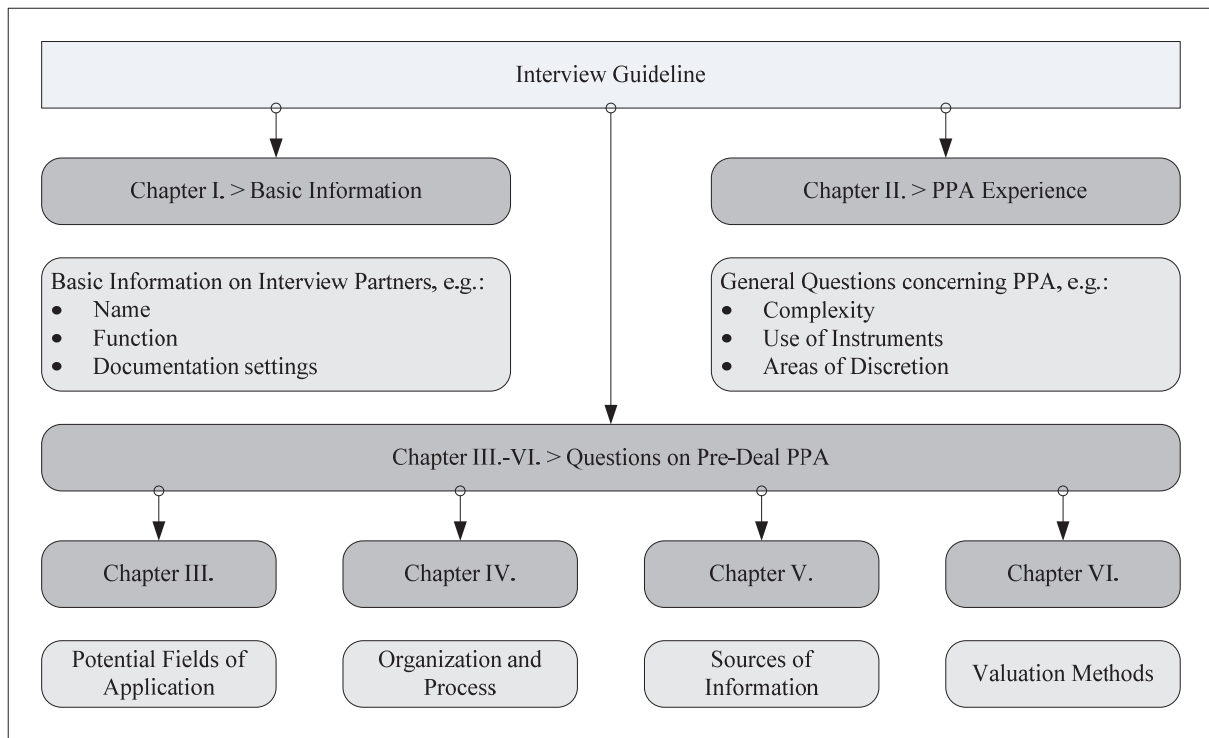 Interview Guideline
Chapter I. > Basic Information
Chapter II. > PPA Experience
Basic Information on Interview Partners, e.g.:
• Name
• Function
• Documentation settings
General Questions concerning PPA, e.g.:
• Complexity
• Use of Instruments
• Areas of Discretion
Chapter III.-VI. > Questions on Pre-Deal PPA
Chapter III.
Chapter IV.
Chapter V.
Chapter VI.
Potential Fields of
Application
Organization and
Process
Sources of
Information
Valuation Methods